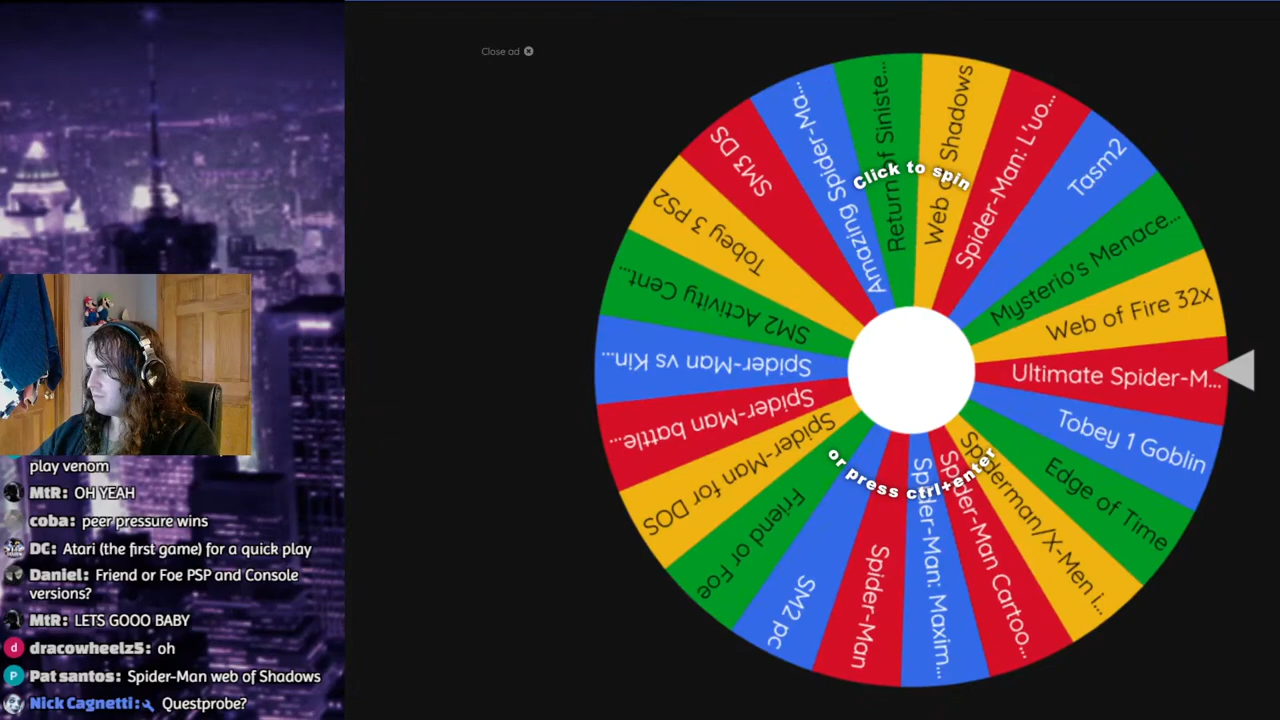 Close ad
Return of Siniste...
Web of Shadows
Spider-Man: L'uo...
Tasm2
Mysterio's Menace...
Web of Fire 32x
Ultimate Spider-M...
Tobey 1 Goblin
Edge of Time
Spiderman/X-Men i...
Spider-Man Cartoo...
Spider-Man: Maxim...
Spider-Man
SM2 pc
Friend or Foe
Spider-Man for DOS
Spider-Man battle...
Spider-Man vs Kin...
SM2 Activity Cent...
Tobey 3 PS2
SM3 DS
Amazing Spider-Ma...
Click to spin
or press ctrl+enter
play venom
MtR: OH YEAH
coba: peer pressure wins
DC: Atari (the first game) for a quick play
Daniel: Friend or Foe PSP and Console
versions?
MtR: LETS GOOO BABY
d dracowheelz5: oh
P Pat santos: Spider-Man web of Shadows
Nick Cagnetti: Questprobe?